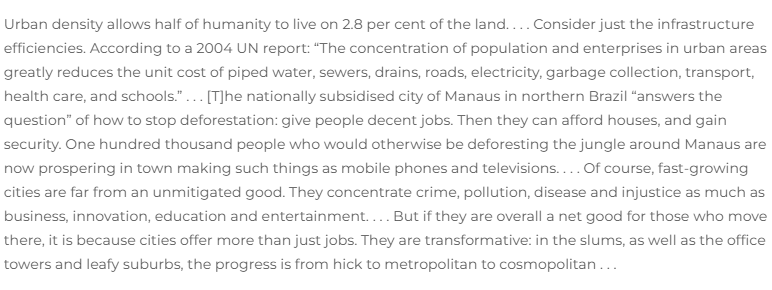 Urban density allows half of humanity to live on 2.8 per cent of the land. . . . Consider just the infrastructure
efficiencies. According to a 2004 UN report: “The concentration of population and enterprises in urban areas
greatly reduces the unit cost of piped water, sewers, drains, roads, electricity, garbage collection, transport,
health care, and schools.” . . . [T]he nationally subsidised city of Manaus in northern Brazil “answers the
question” of how to stop deforestation: give people decent jobs. Then they can afford houses, and gain
security. One hundred thousand people who would otherwise be deforesting the jungle around Manaus are
now prospering in town making such things as mobile phones and televisions. . . . Of course, fast-growing
cities are far from an unmitigated good. They concentrate crime, pollution, disease and injustice as much as
business, innovation, education and entertainment. . . . But if they are overall a net good for those who move
there, it is because cities offer more than just jobs. They are transformative: in the slums, as well as the office
towers and leafy suburbs, the progress is from hick to metropolitan to cosmopolitan . . .